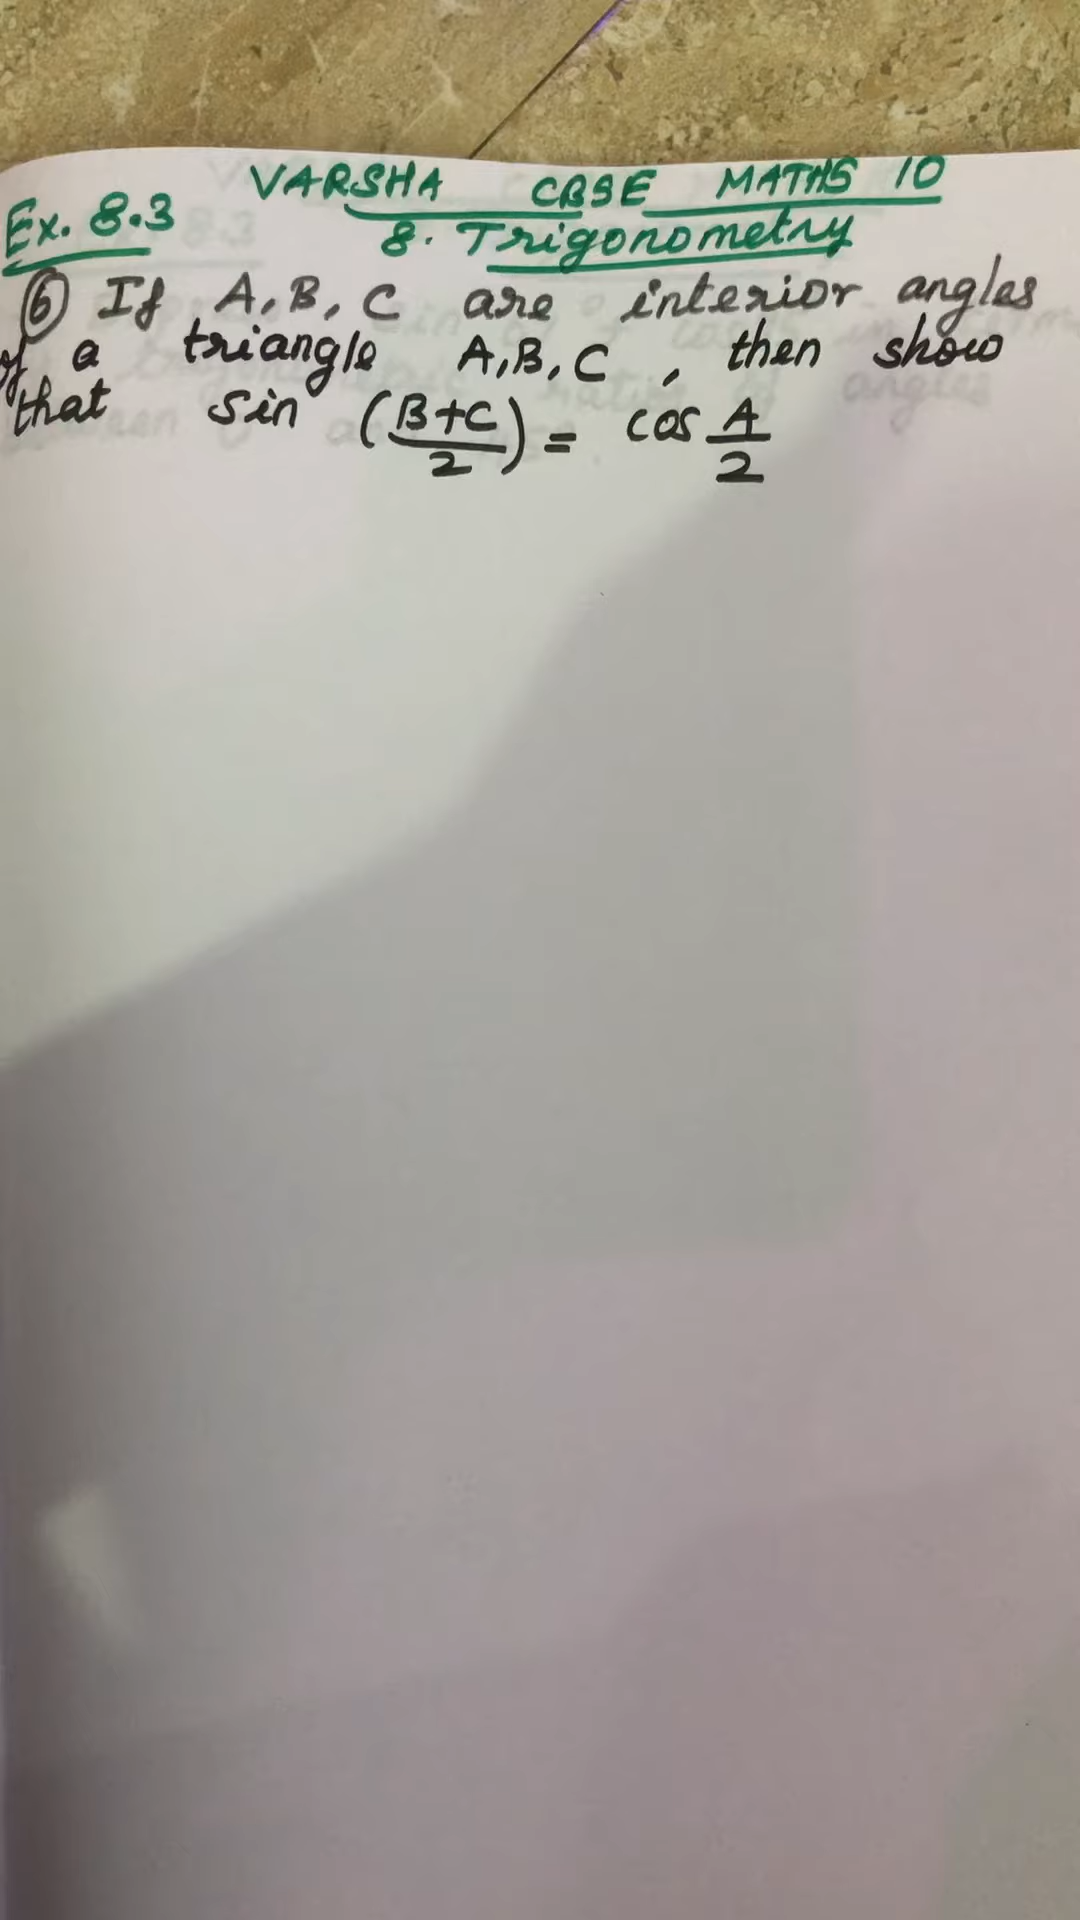 VARSHA CBSE MATHS 10
Ex. 8.3
8. Trigonometry
6 If A, B, C are interior angles
of a triangle A, B, C, then show
that sin (B+C/2) = cos A/2